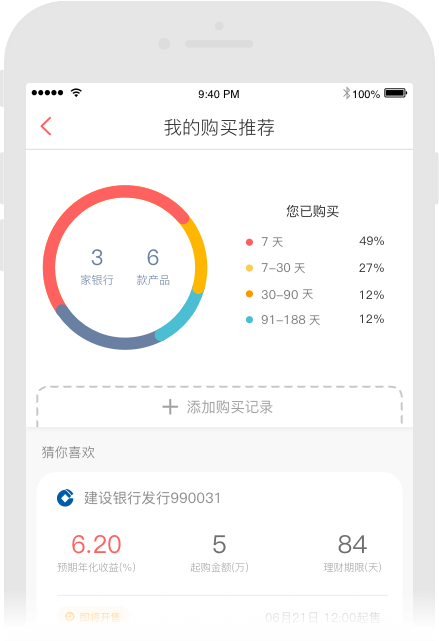 9:40 PM 100%
我的购买推荐
3 6
家银行 款产品
您已购买
7 天 49%
7-30 天 27%
30-90 天 12%
91-188 天 12%
添加购买记录
猜你喜欢
建设银行发行990031
6.20 5 84
预期年化收益(%) 起购金额(万) 理财期限(天)
即将开售 06月21日 12:00起售